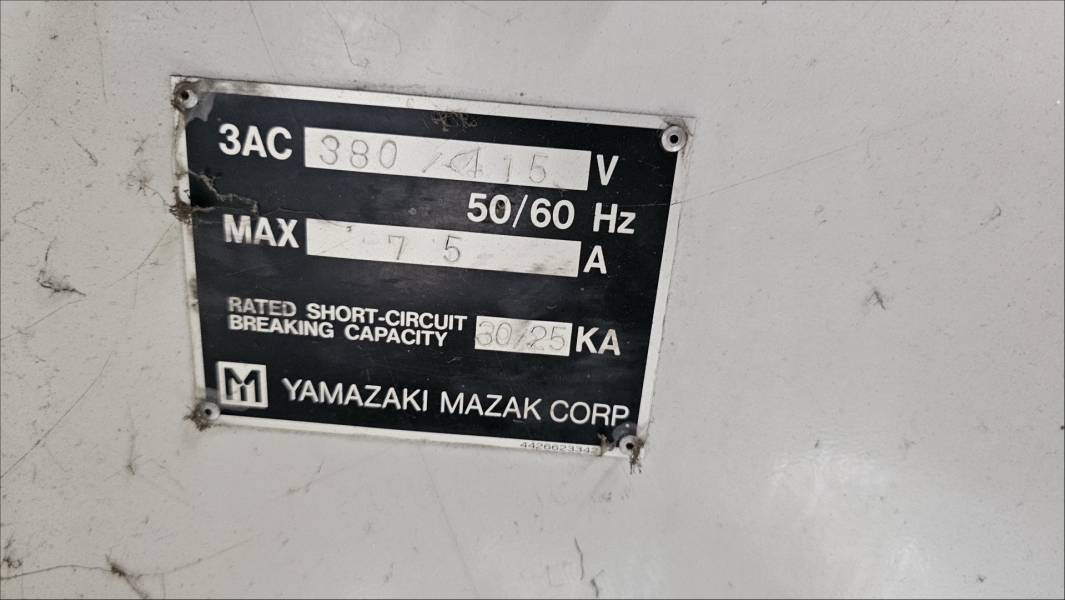 3AC 380/415 V
50/60 Hz
MAX 75 A
RATED SHORT-CIRCUIT
BREAKING CAPACITY 30/25 KA
YAMAZAKI MAZAK CORP